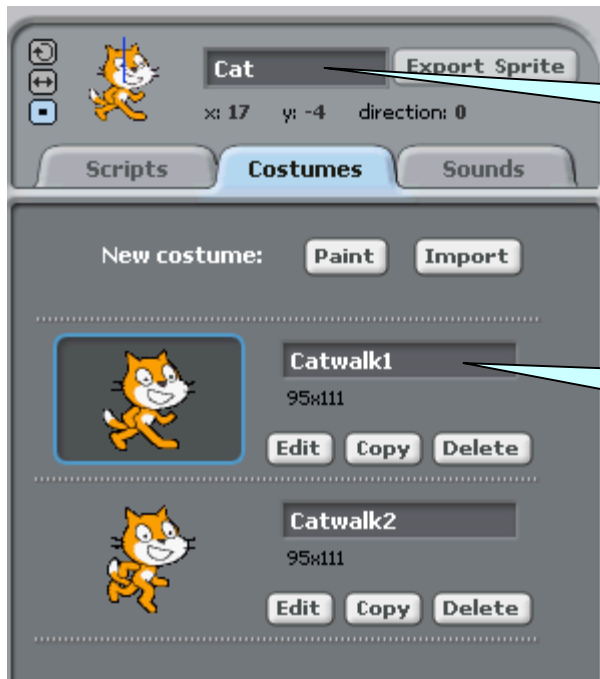 Cat
Export Sprite
x: 17 y: -4 direction: 0
Scripts Costumes Sounds
New costume: Paint Import
Catwalk1
95x111
Edit Copy Delete
Catwalk2
95x111
Edit Copy Delete